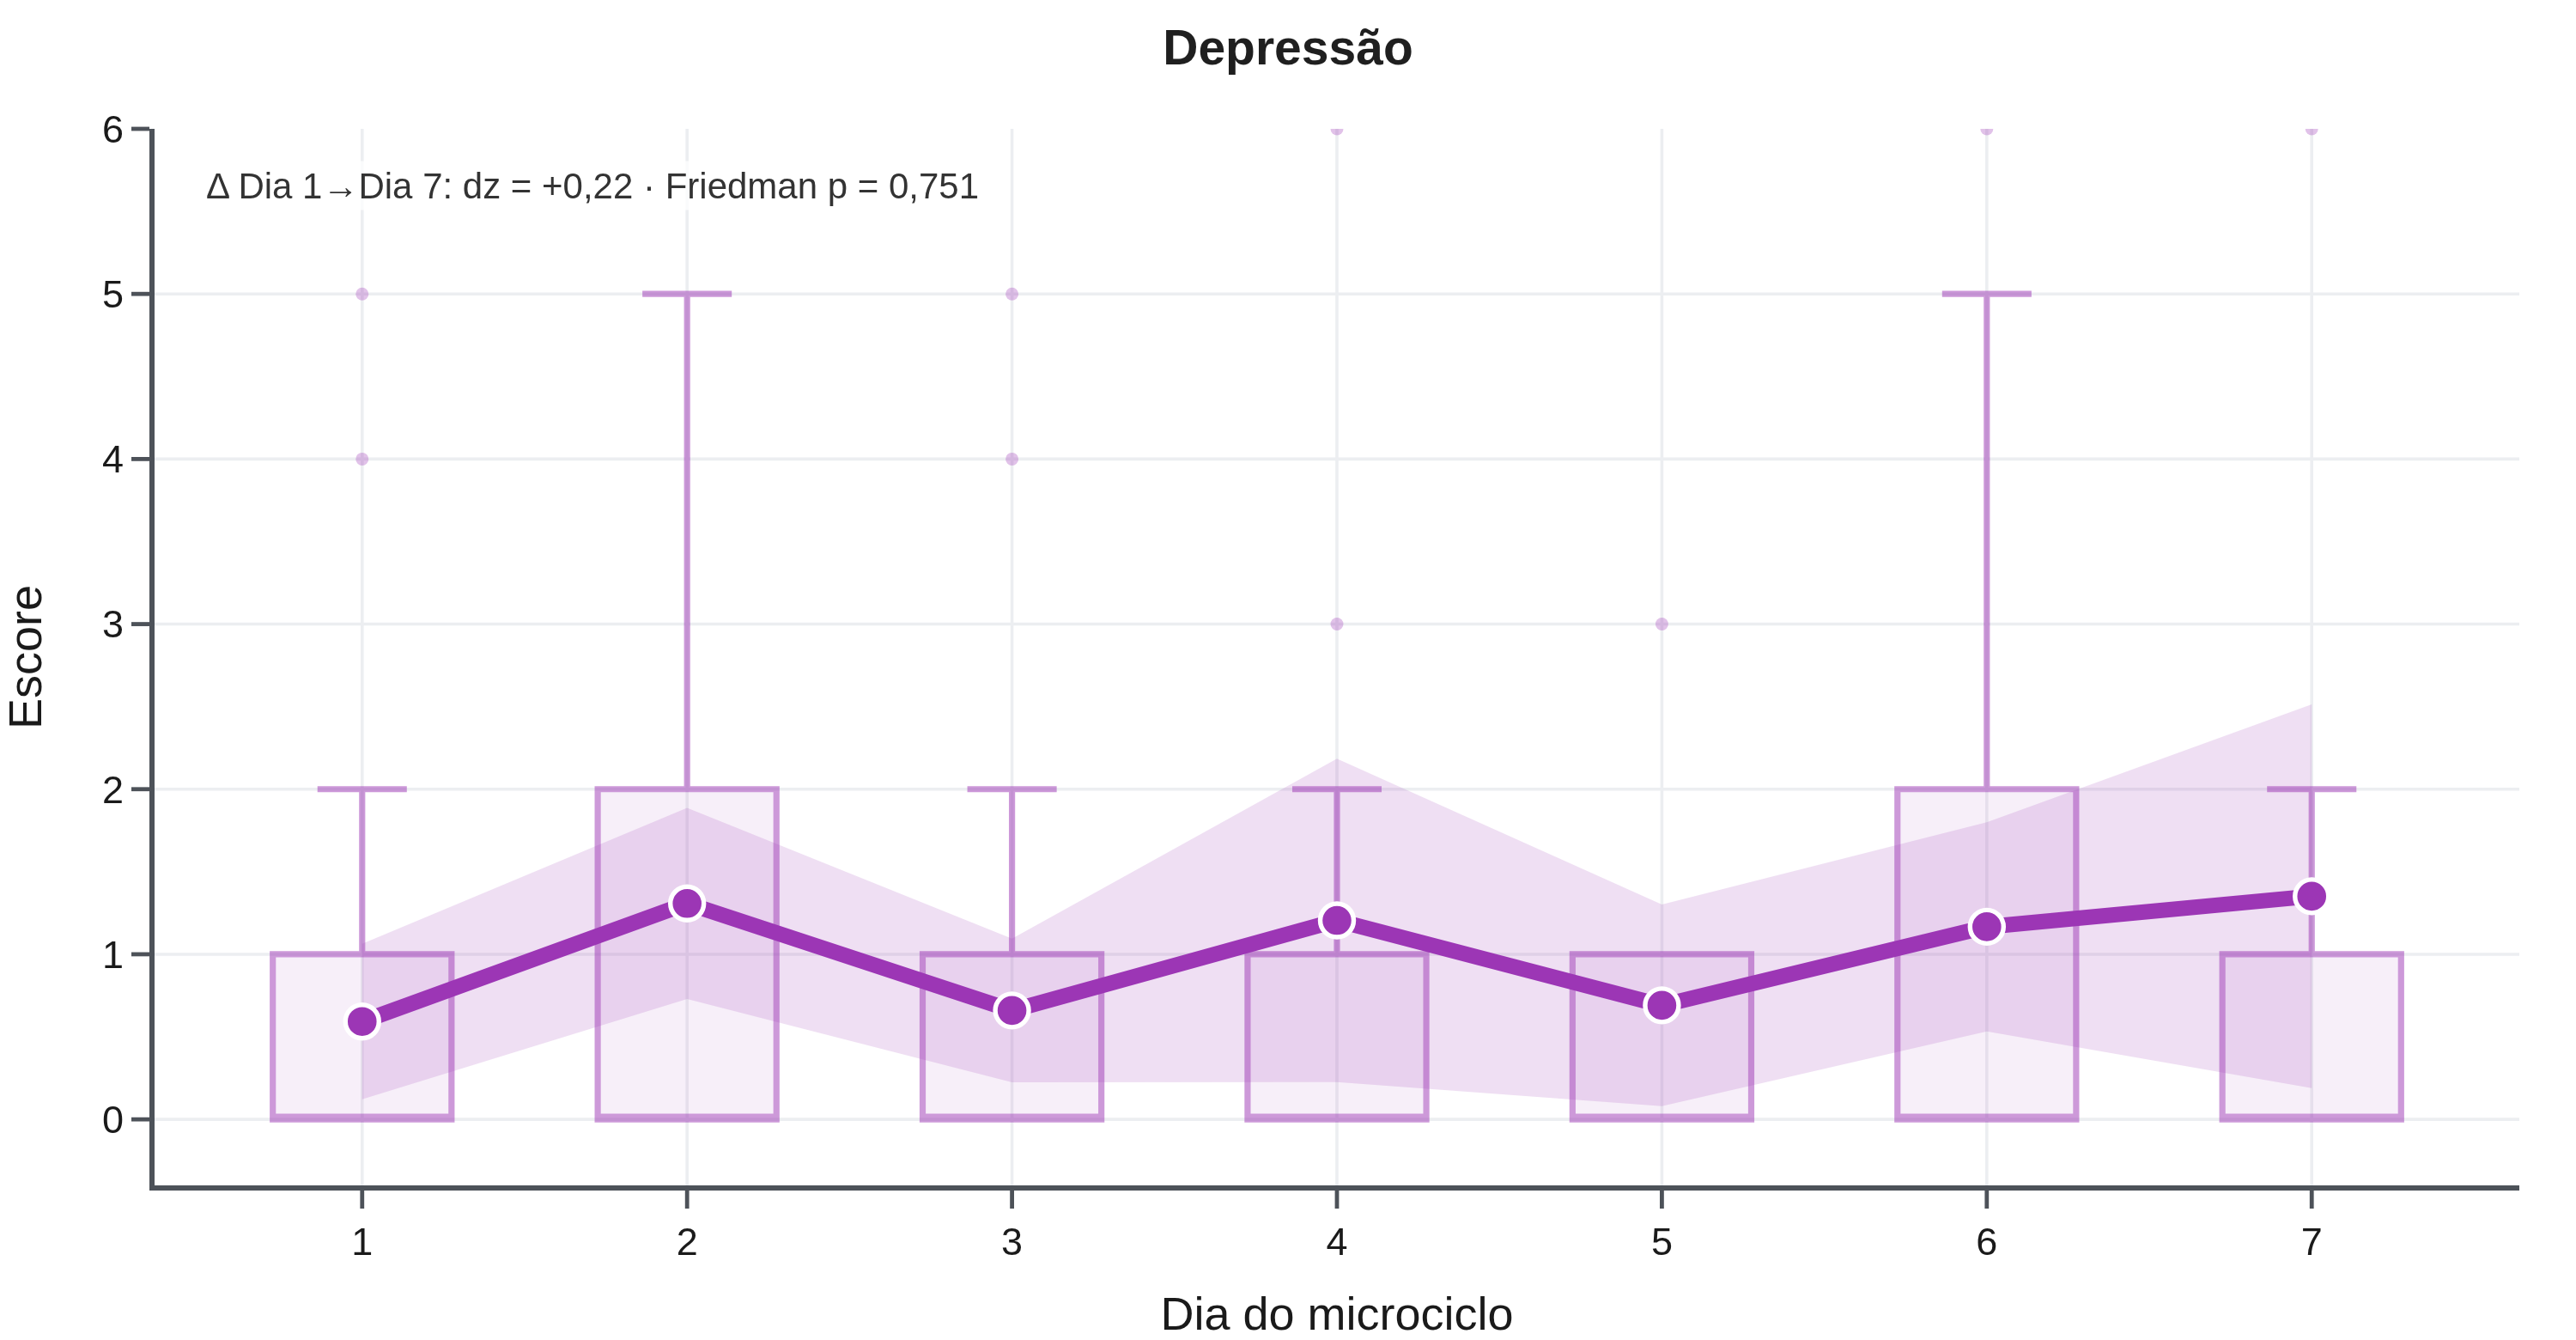 Depressão
6
Δ Dia 1→Dia 7: dz = +0,22 · Friedman p = 0,751
5
4
3
2
1
0
Escore
1 2 3 4 5 6 7
Dia do microciclo